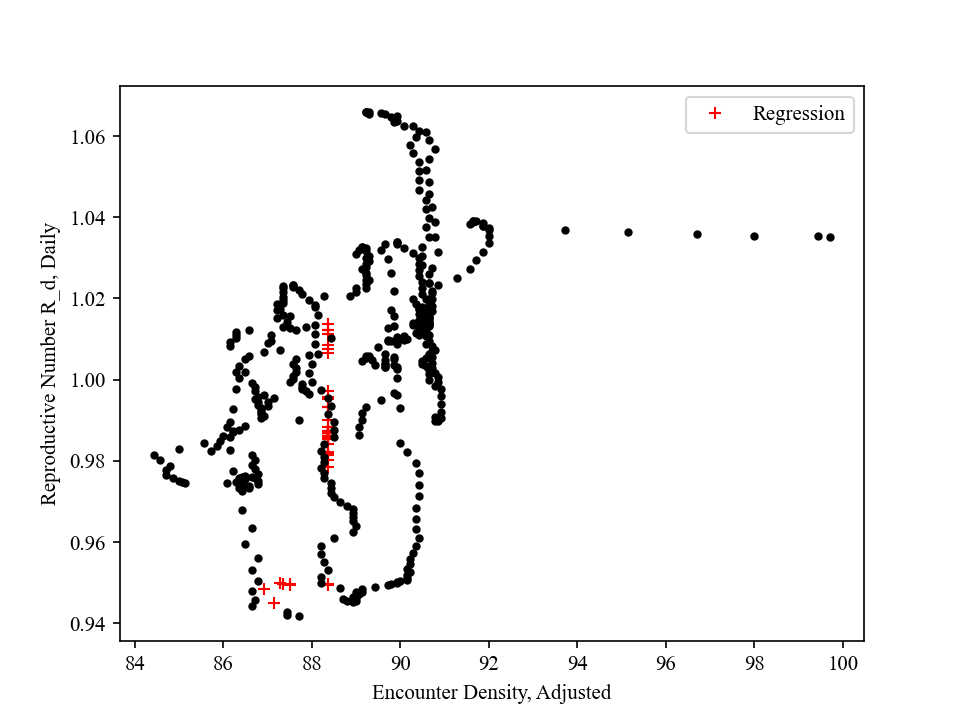 Regression
1.06
1.04
1.02
1.00
0.98
0.96
0.94
Reproductive Number R_d, Daily
84 86 88 90 92 94 96 98 100
Encounter Density, Adjusted